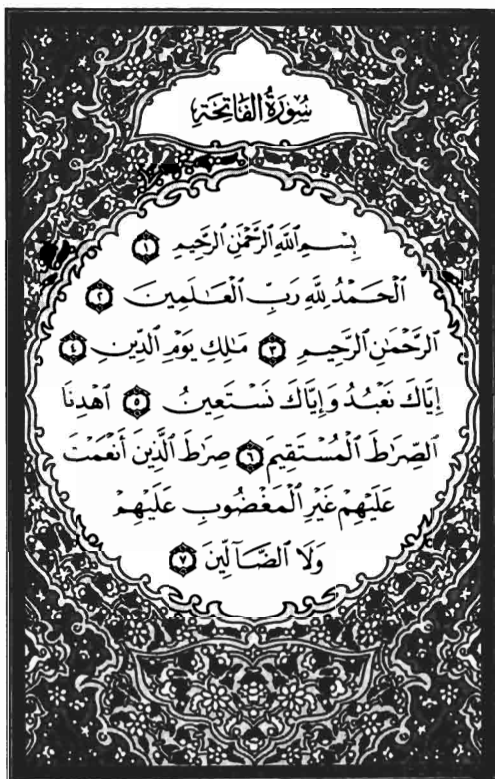 سُورَةُ الفَاتِحَةِ
بِسْمِ ٱللَّهِ ٱلرَّحْمَٰنِ ٱلرَّحِيمِ ١
ٱلْحَمْدُ لِلَّهِ رَبِّ ٱلْعَٰلَمِينَ ٢
ٱلرَّحْمَٰنِ ٱلرَّحِيمِ ٣ مَٰلِكِ يَوْمِ ٱلدِّينِ ٤
إِيَّاكَ نَعْبُدُ وَإِيَّاكَ نَسْتَعِينُ ٥ ٱهْدِنَا
ٱلصِّرَٰطَ ٱلْمُسْتَقِيمَ ٦ صِرَٰطَ ٱلَّذِينَ أَنْعَمْتَ
عَلَيْهِمْ غَيْرِ ٱلْمَغْضُوبِ عَلَيْهِمْ
وَلَا ٱلضَّآلِّينَ ٧